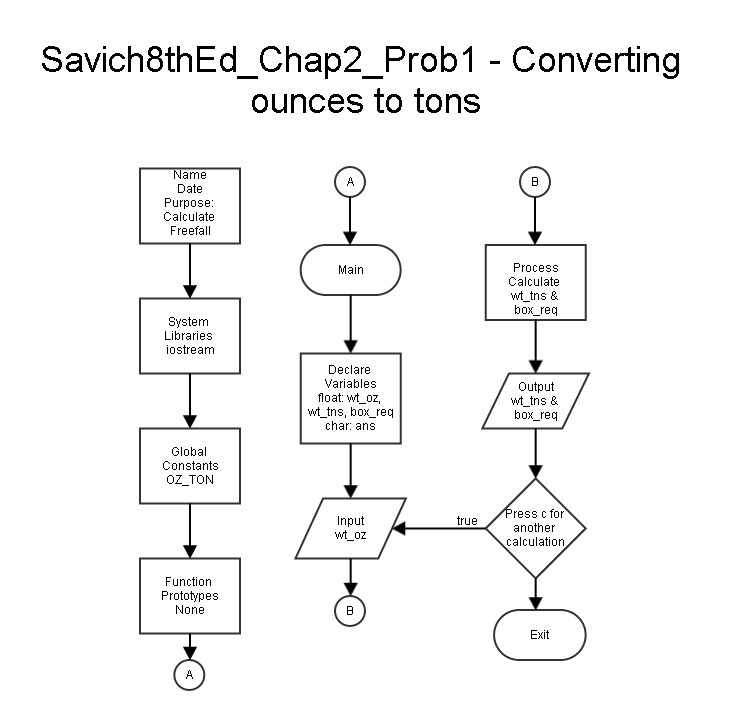 Savich8thEd_Chap2_Prob1 - Converting
ounces to tons
Name
Date
Purpose:
Calculate
Freefall
System
Libraries
iostream
Global
Constants
OZ_TON
Function
Prototypes
None
A
A
Main
Declare
Variables
float: wt_oz,
wt_tns, box_req
char: ans
Input
wt_oz
B
B
Process
Calculate
wt_tns &
box_req
Output
wt_tns &
box_req
Press c for
another
calculation
true
Exit